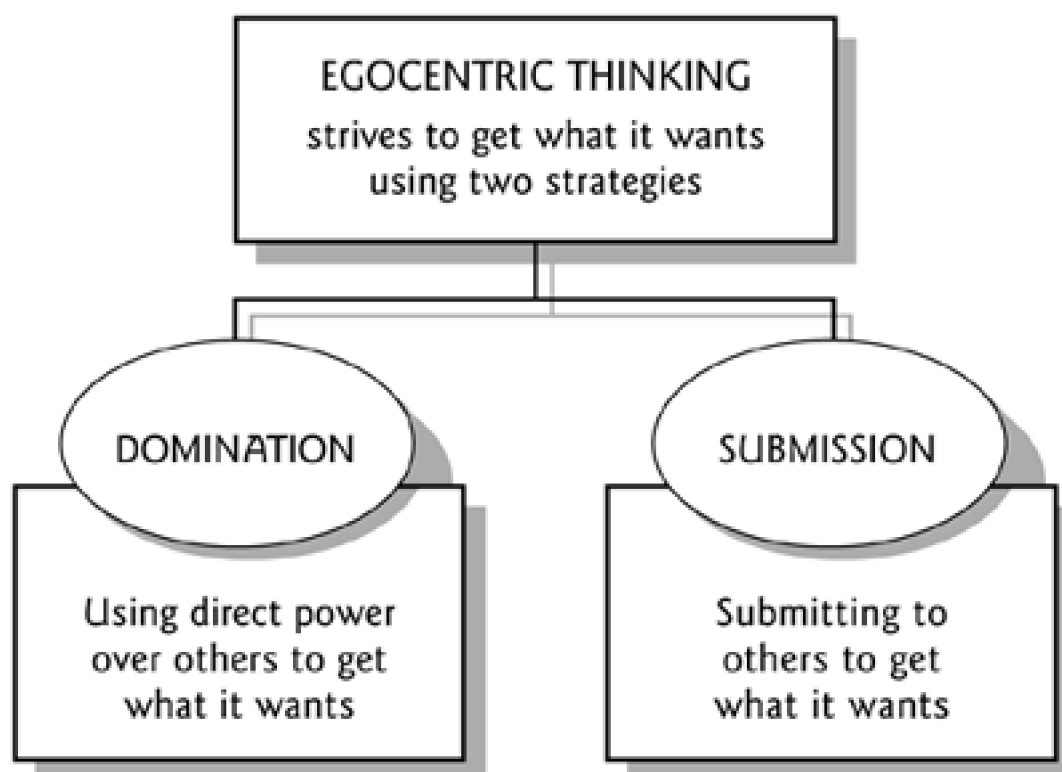 EGOCENTRIC THINKING
strives to get what it wants
using two strategies
DOMINATION
Using direct power
over others to get
what it wants
SUBMISSION
Submitting to
others to get
what it wants